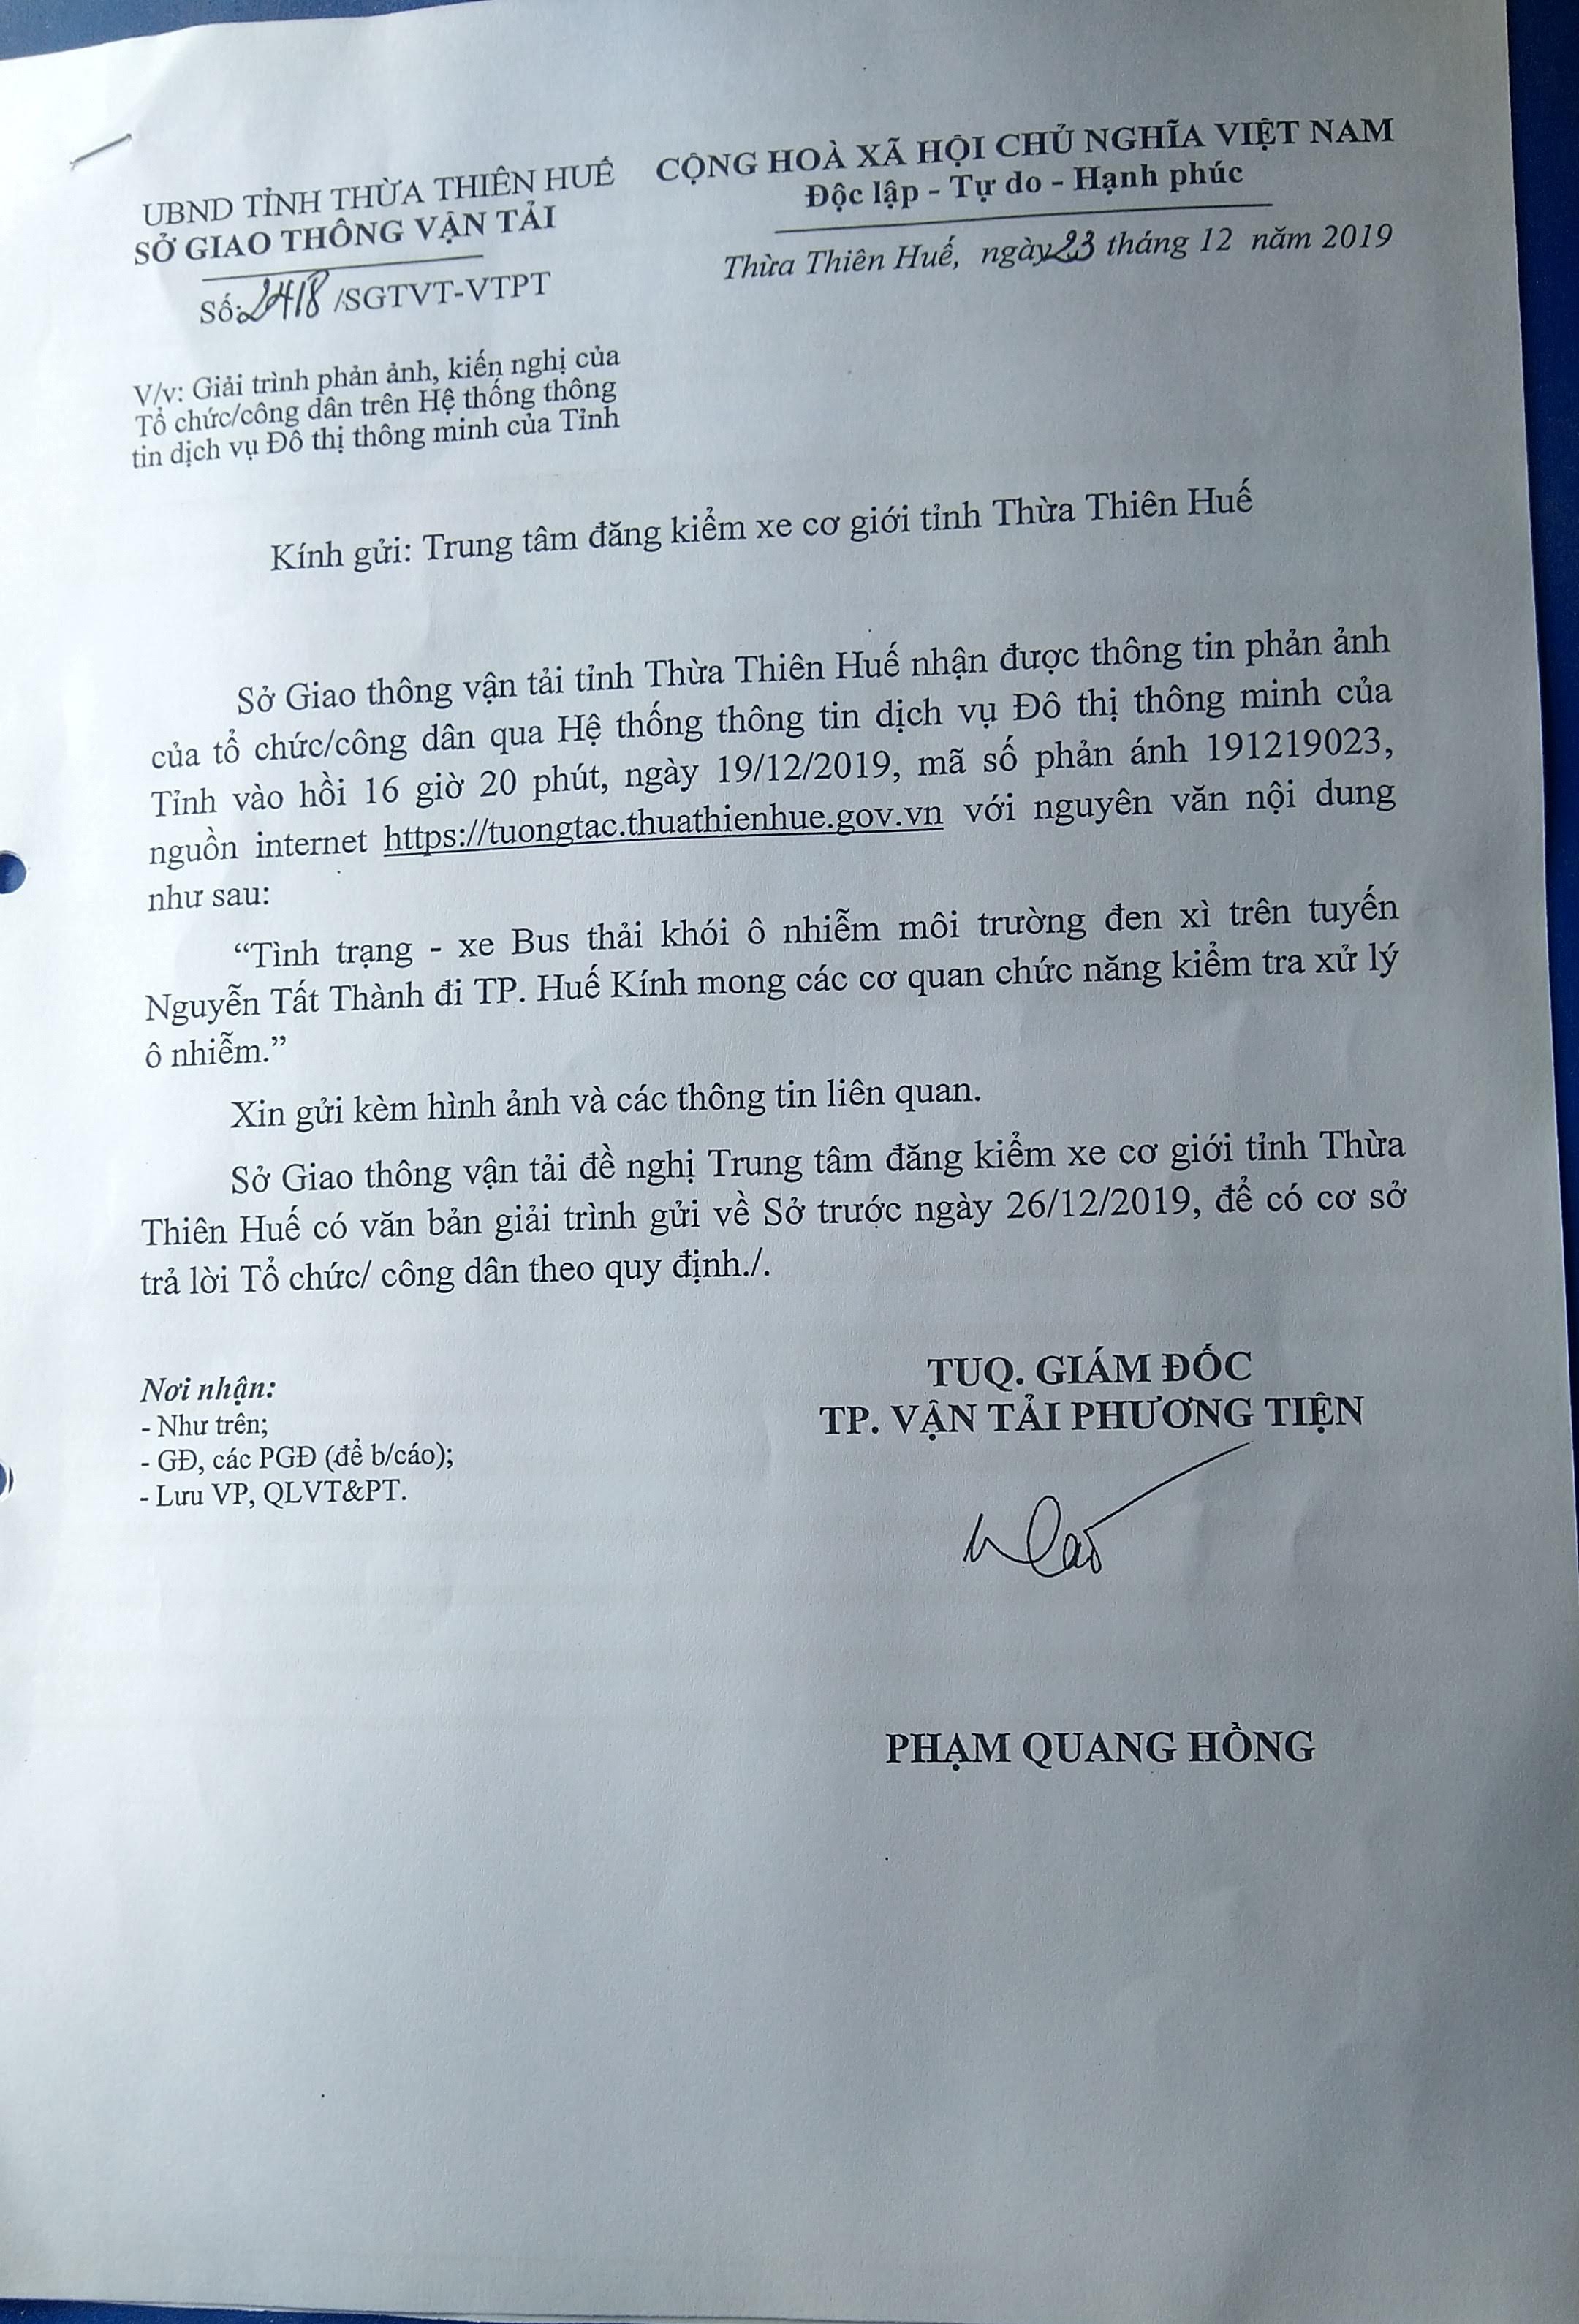 UBND TỈNH THỪA THIÊN HUẾ
SỞ GIAO THÔNG VẬN TẢI
Số: 2418 /SGTVT-VTPT
V/v: Giải trình phản ảnh, kiến nghị của
Tổ chức/công dân trên Hệ thống thông
tin dịch vụ Đô thị thông minh của Tỉnh
CỘNG HOÀ XÃ HỘI CHỦ NGHĨA VIỆT NAM
Độc lập - Tự do - Hạnh phúc
Thừa Thiên Huế, ngày 23 tháng 12 năm 2019
Kính gửi: Trung tâm đăng kiểm xe cơ giới tỉnh Thừa Thiên Huế
Sở Giao thông vận tải tỉnh Thừa Thiên Huế nhận được thông tin phản ảnh
của tổ chức/công dân qua Hệ thống thông tin dịch vụ Đô thị thông minh của
Tỉnh vào hồi 16 giờ 20 phút, ngày 19/12/2019, mã số phản ánh 191219023,
nguồn internet https://tuongtac.thuathienhue.gov.vn với nguyên văn nội dung
như sau:
“Tình trạng - xe Bus thải khói ô nhiễm môi trường đen xì trên tuyến
Nguyễn Tất Thành đi TP. Huế Kính mong các cơ quan chức năng kiểm tra xử lý
ô nhiễm.”
Xin gửi kèm hình ảnh và các thông tin liên quan.
Sở Giao thông vận tải đề nghị Trung tâm đăng kiểm xe cơ giới tỉnh Thừa
Thiên Huế có văn bản giải trình gửi về Sở trước ngày 26/12/2019, để có cơ sở
trả lời Tổ chức/ công dân theo quy định./.
Nơi nhận:
- Như trên;
- GĐ, các PGĐ (để b/cáo);
- Lưu VP, QLVT&PT.
TUQ. GIÁM ĐỐC
TP. VẬN TẢI PHƯƠNG TIỆN
PHẠM QUANG HỒNG